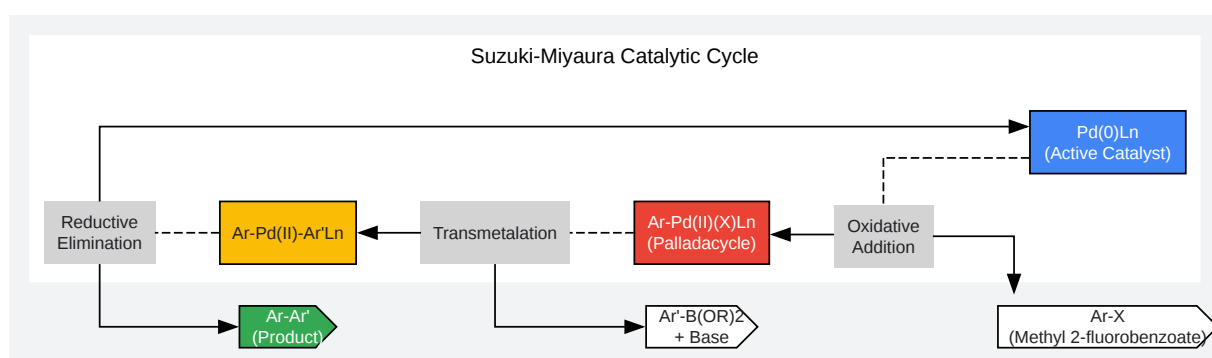 Suzuki-Miyaura Catalytic Cycle
Pd(0)Ln
(Active Catalyst)
Reductive
Elimination
Ar-Pd(II)-Ar'Ln
Transmetalation
Ar-Pd(II)(X)Ln
(Palladacycle)
Oxidative
Addition
Ar-Ar'
(Product)
Ar'-B(OR)2
+ Base
Ar-X
(Methyl 2-fluorobenzoate)